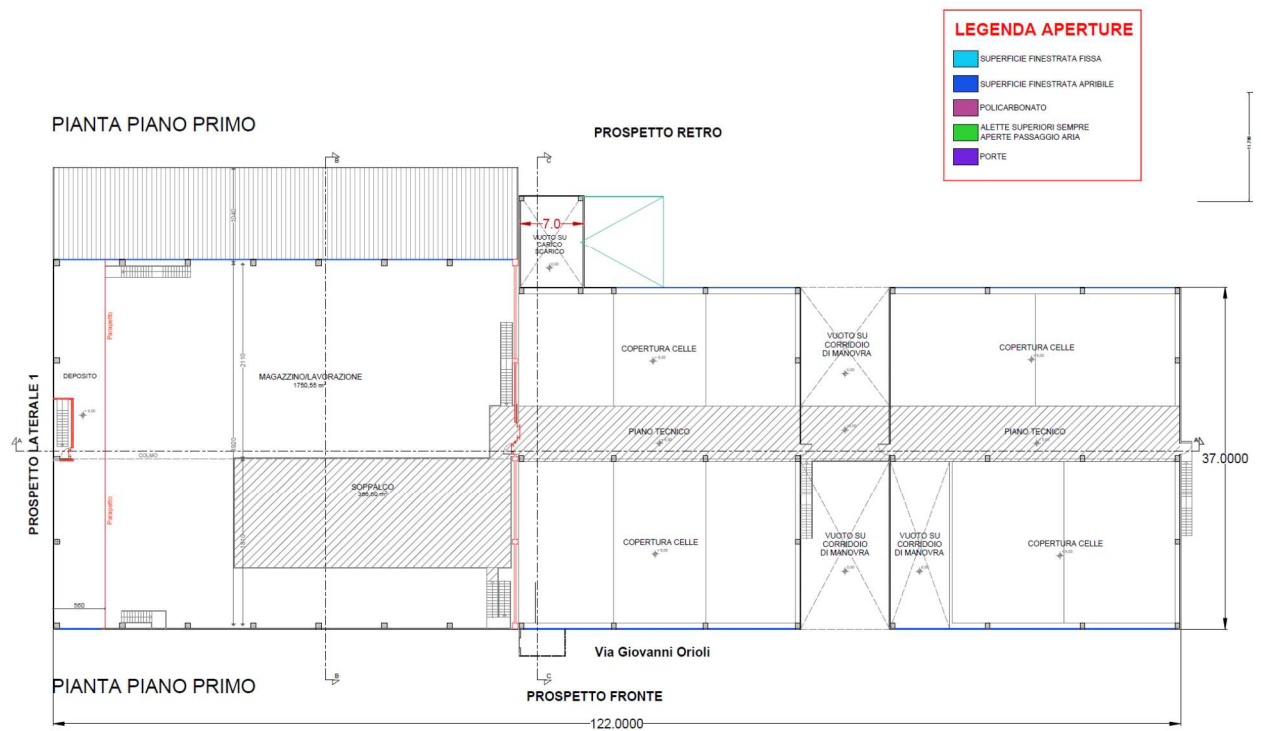 LEGENDA APERTURE
SUPERFICIE FINESTRATA FISSA
SUPERFICIE FINESTRATA APRIBILE
POLICARBONATO
ALETTE SUPERIORI SEMPRE
APERTE PASSAGGIO ARIA
PORTE
PIANTA PIANO PRIMO
PROSPETTO RETRO
B
C
1040
7.0
VUOTO SU
CARICO
SCARICO
Parapetto
2110
VUOTO SU
CORRIDOIO
DI MANOVRA
COPERTURA CELLE
COPERTURA CELLE
DEPOSITO
MAGAZZINO/LAVORAZIONE
1750,55 m²
PROSPETTO LATERALE 1
PIANO TECNICO
PIANO TECNICO
A
A
COLMO
37.0000
SOPPALCO
Parapetto
VUOTO SU
CORRIDOIO
DI MANOVRA
VUOTO SU
CORRIDOIO
DI MANOVRA
COPERTURA CELLE
COPERTURA CELLE
560
Via Giovanni Orioli
B
C
PIANTA PIANO PRIMO
PROSPETTO FRONTE
122.0000